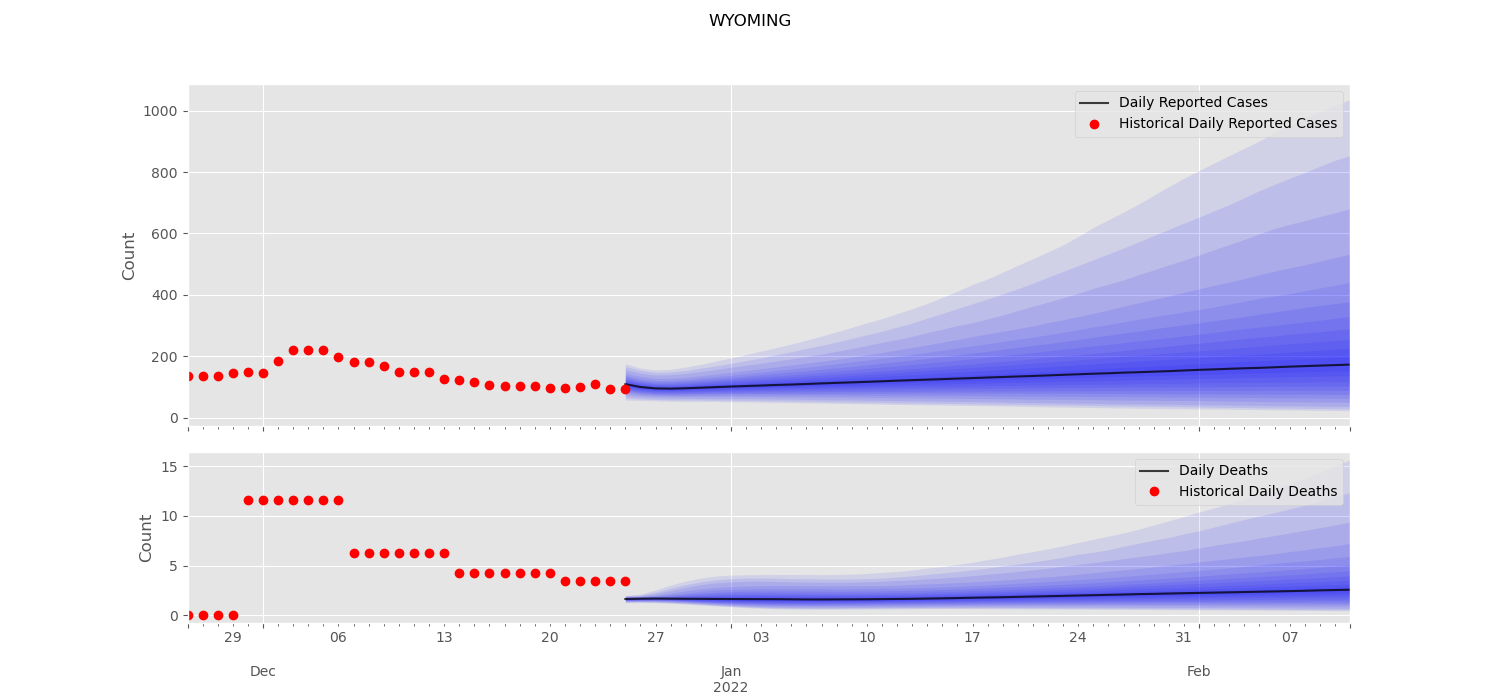 WYOMING
1000
800
600
400
200
0
Count
Daily Reported Cases
Historical Daily Reported Cases
15
10
5
0
Count
Daily Deaths
Historical Daily Deaths
29 06 13 20 27 03 10 17 24 31 07
Dec Jan Feb
2022